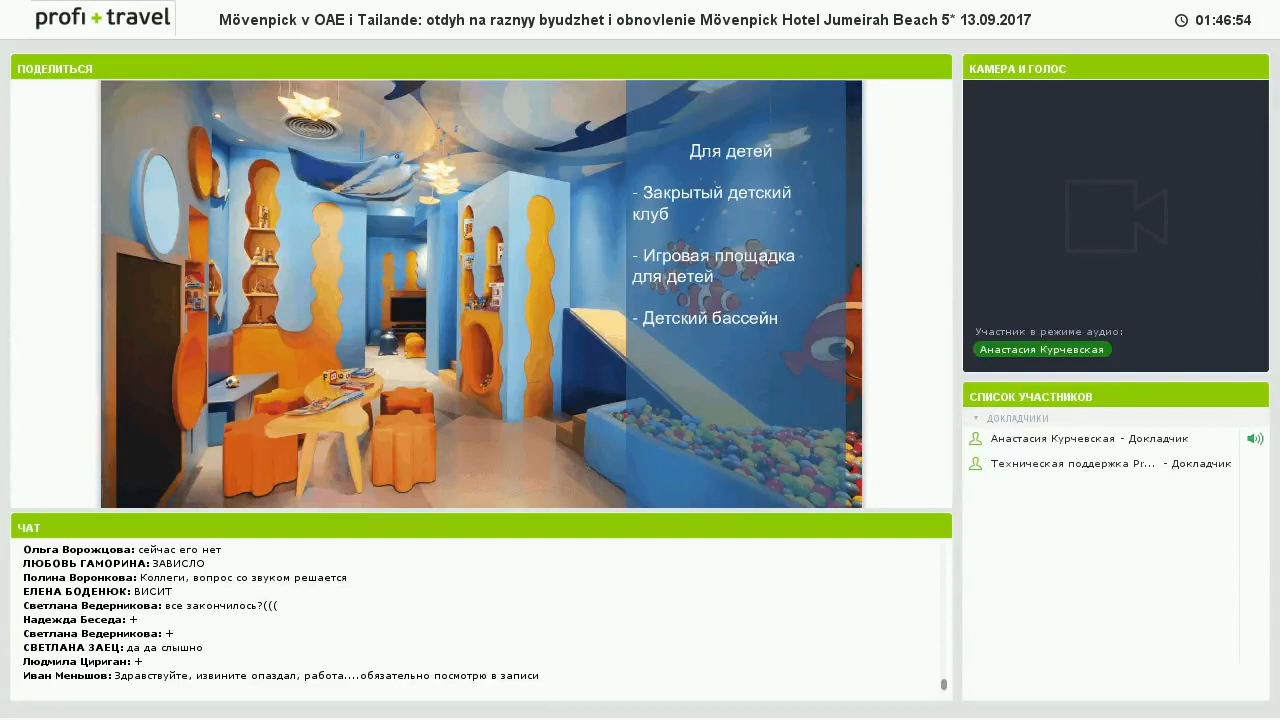 profi + travel
Mövenpick v OAE i Tailande: otdyh na raznyy byudzhet i obnovlenie Mövenpick Hotel Jumeirah Beach 5* 13.09.2017
01:46:54
ПОДЕЛИТЬСЯ
Для детей
- Закрытый детский
клуб
- Игровая площадка
для детей
- Детский бассейн
ЧАТ
Ольга Ворожцова: сейчас его нет
ЛЮБОВЬ ГАМОРИНА: ЗАВИСЛО
Полина Воронкова: Коллеги, вопрос со звуком решается
ЕЛЕНА БОДЕНЮК: ВИСИТ
Светлана Ведерникова: все закончилось?(((
Надежда Беседа: +
Светлана Ведерникова: +
СВЕТЛАНА ЗАЕЦ: да да слышно
Людмила Цириган: +
Иван Меньшов: Здравствуйте, извините опаздал, работа....обязательно посмотрю в записи
КАМЕРА И ГОЛОС
Участник в режиме аудио:
Анастасия Курчевская
СПИСОК УЧАСТНИКОВ
ДОКЛАДЧИКИ
Анастасия Курчевская - Докладчик
Техническая поддержка Pr... - Докладчик